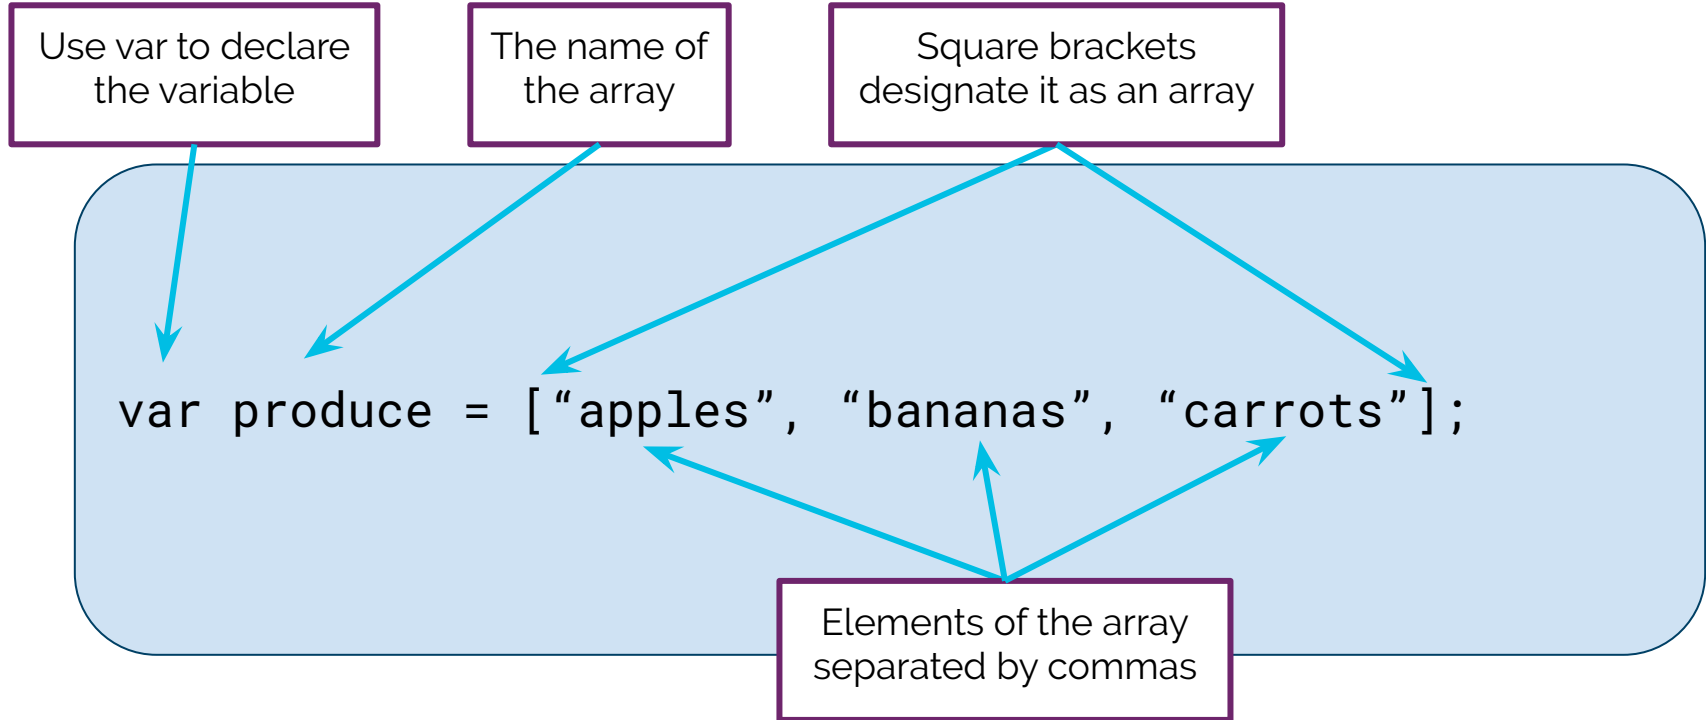 Use var to declare
the variable
The name of
the array
Square brackets
designate it as an array
var produce = [“apples”, “bananas”, “carrots”];
Elements of the array
separated by commas